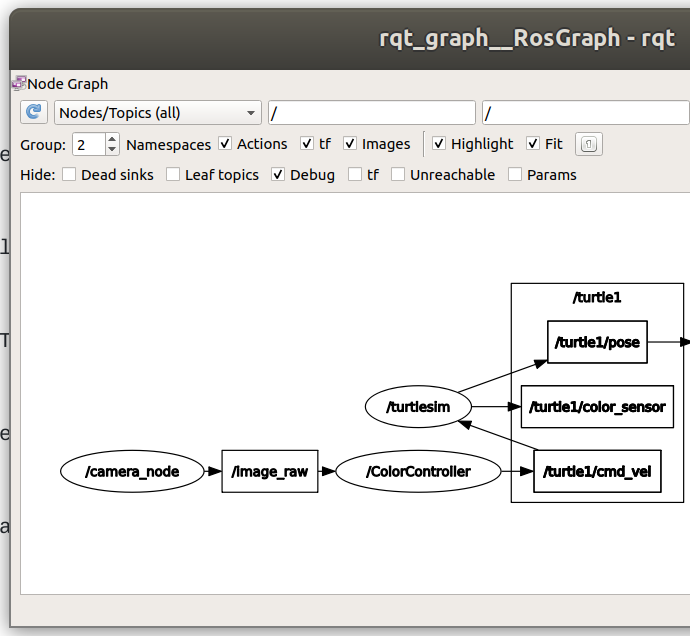 rqt_graph__RosGraph - rqt
Node Graph
Nodes/Topics (all) / /
Group: 2 Namespaces Actions tf Images Highlight Fit
Hide: Dead sinks Leaf topics Debug tf Unreachable Params
/turtle1
/turtle1/pose
/turtlesim /turtle1/color_sensor
/camera_node /image_raw /ColorController /turtle1/cmd_vel
e
l
T
e
a